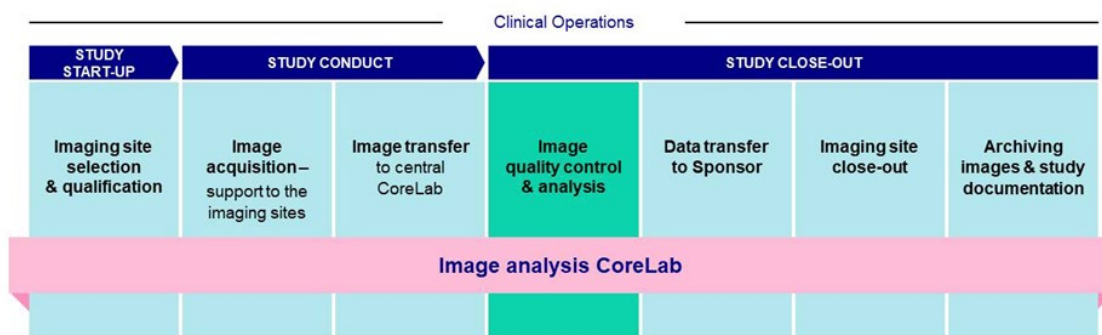 Clinical Operations
STUDY
START-UP
STUDY CONDUCT
STUDY CLOSE-OUT
Imaging site
selection
& qualification
Image
acquisition–
support to the
imaging sites
Image transfer
to central
CoreLab
Image
quality control
& analysis
Data transfer
to Sponsor
Imaging site
close-out
Archiving
images & study
documentation
Image analysis CoreLab